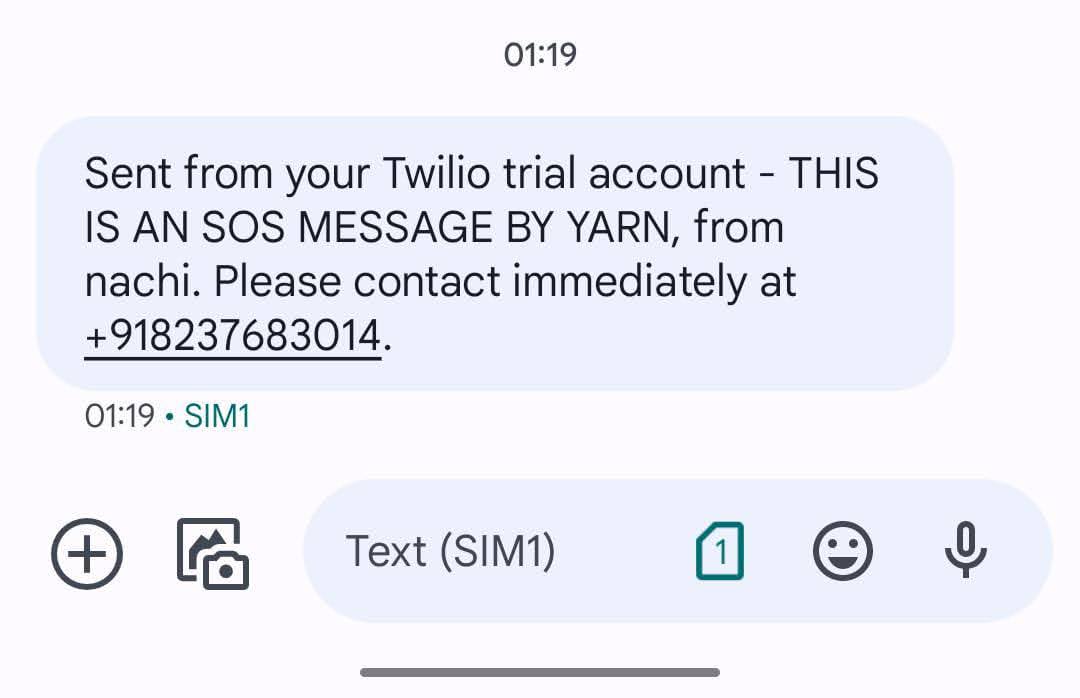 01:19
Sent from your Twilio trial account - THIS
IS AN SOS MESSAGE BY YARN, from
nachi. Please contact immediately at
+918237683014.
01:19 • SIM1
Text (SIM1)
1